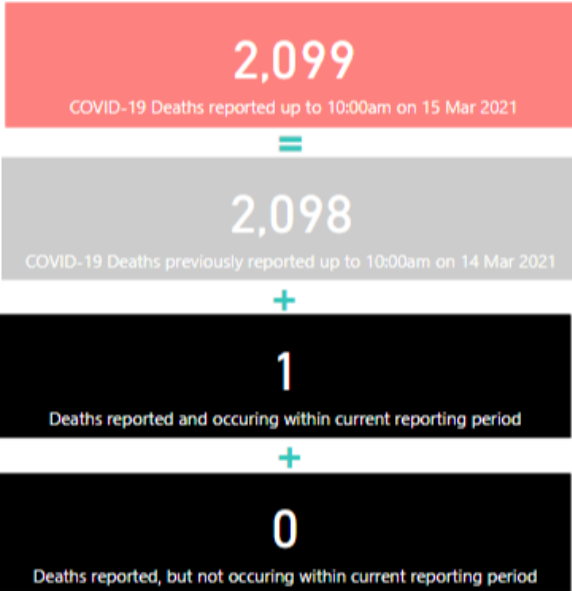 2,099
COVID-19 Deaths reported up to 10:00am on 15 Mar 2021
=
2,098
COVID-19 Deaths previously reported up to 10:00am on 14 Mar 2021
+
1
Deaths reported and occuring within current reporting period
+
0
Deaths reported, but not occuring within current reporting period